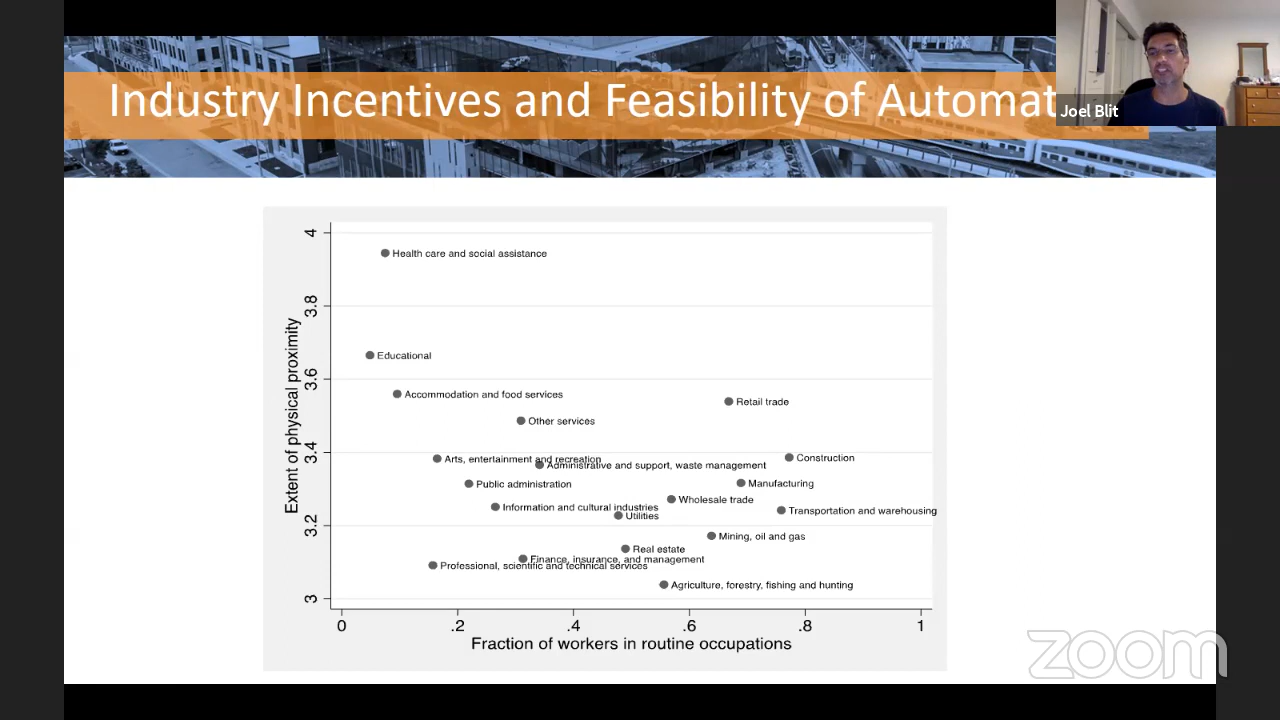 Industry Incentives and Feasibility of Automat
Joel Blit
Extent of physical proximity
4
3.8
3.6
3.4
3.2
3
Health care and social assistance
Educational
Accommodation and food services
Retail trade
Other services
Arts, entertainment and recreation
Construction
Administrative and support, waste management
Public administration
Manufacturing
Wholesale trade
Information and cultural industries
Transportation and warehousing
Utilities
Mining, oil and gas
Real estate
Finance, insurance, and management
Professional, scientific and technical services
Agriculture, forestry, fishing and hunting
0 .2 .4 .6 .8 1
Fraction of workers in routine occupations
zoom